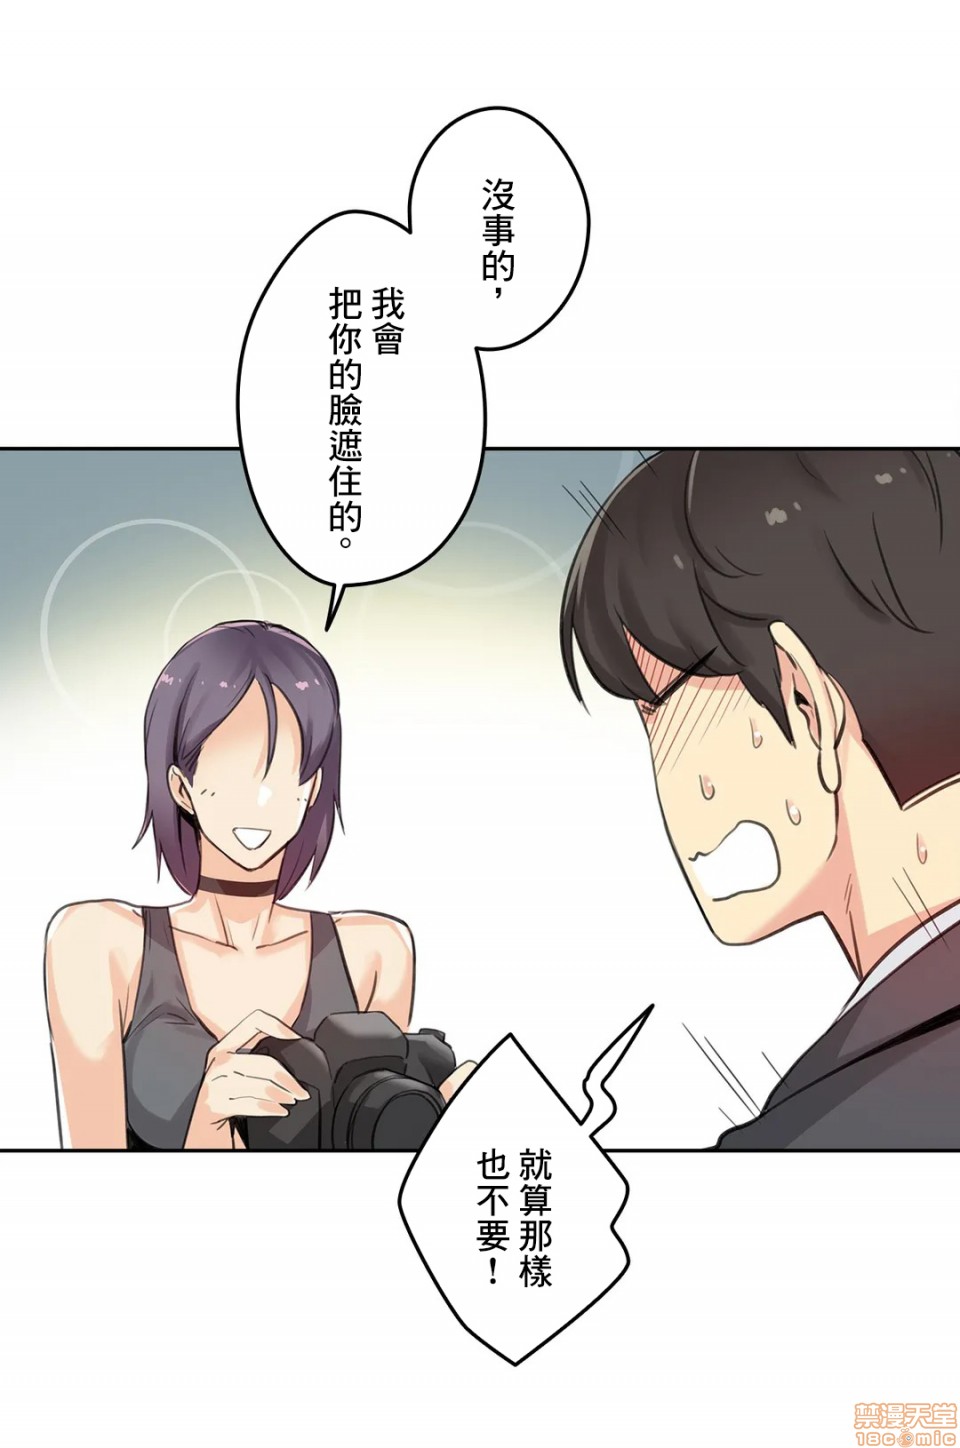 沒事的，
我會
把你的臉遮住的。
就算那樣
也不要！
禁漫天堂
18comic